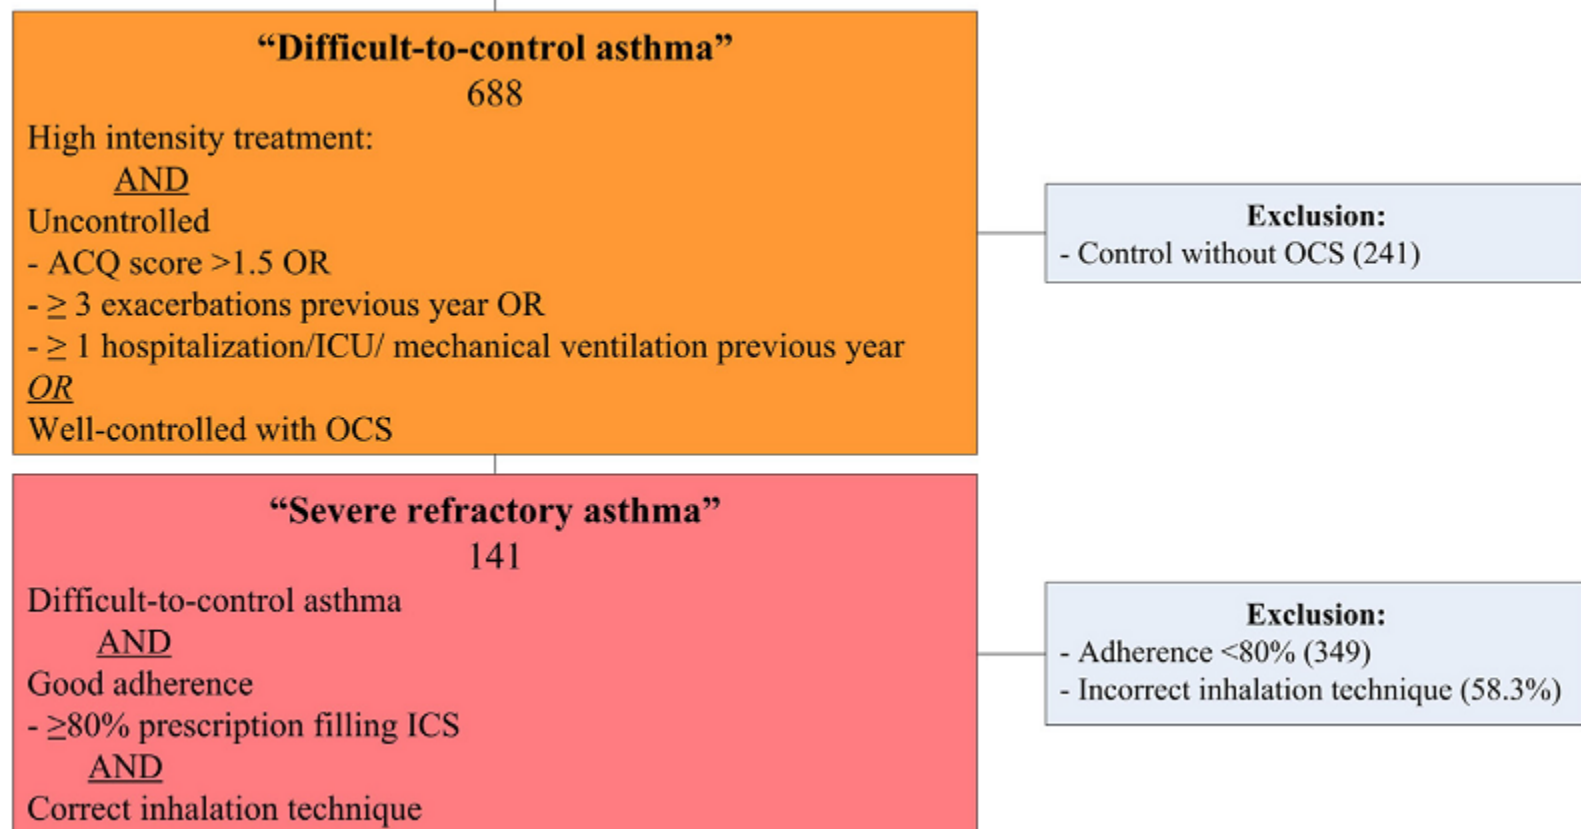 “Difficult-to-control asthma”
688
High intensity treatment:
AND
Uncontrolled
- ACQ score >1.5 OR
- ≥ 3 exacerbations previous year OR
- ≥ 1 hospitalization/ICU/ mechanical ventilation previous year
OR
Well-controlled with OCS
Exclusion:
- Control without OCS (241)
“Severe refractory asthma”
141
Difficult-to-control asthma
AND
Good adherence
- ≥80% prescription filling ICS
AND
Correct inhalation technique
Exclusion:
- Adherence <80% (349)
- Incorrect inhalation technique (58.3%)